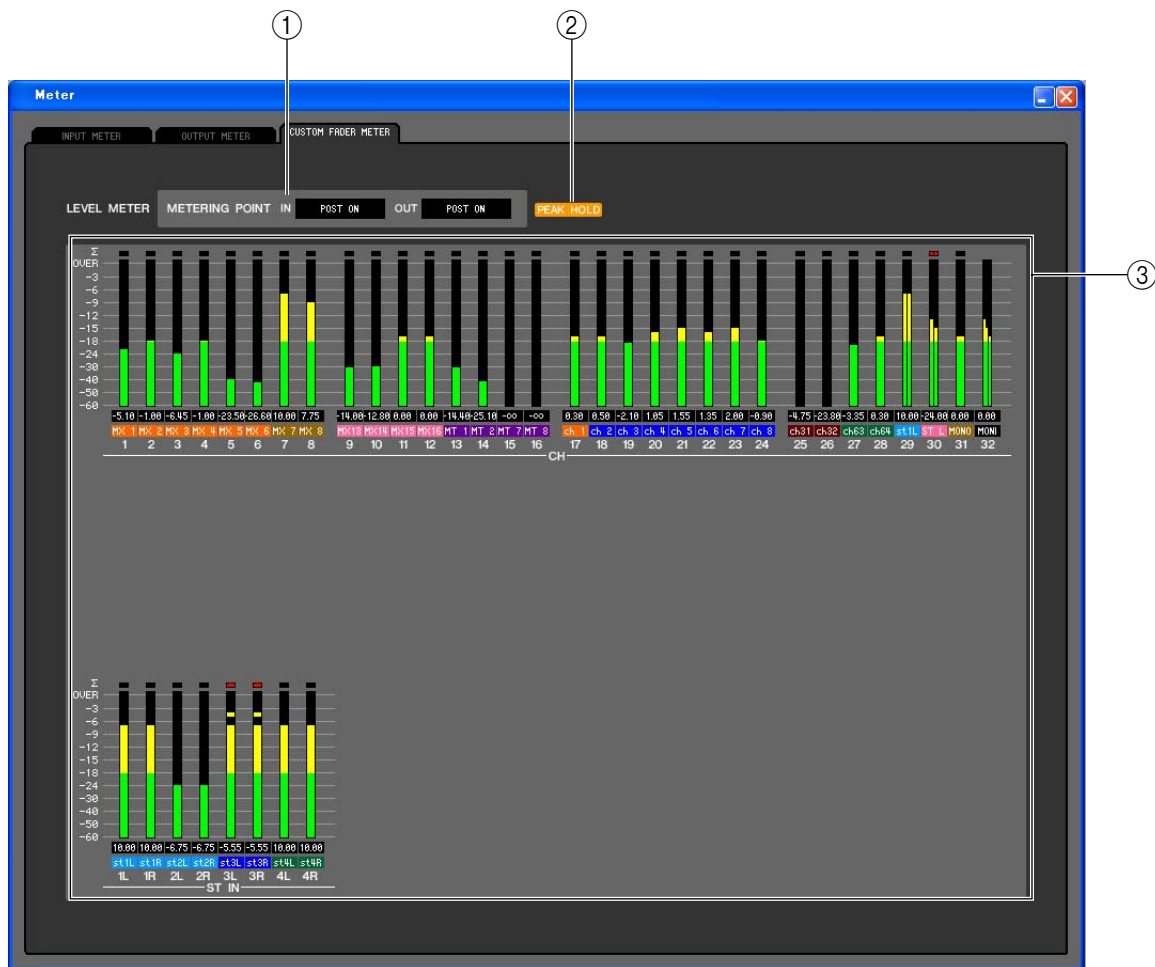 ① ②
Meter
INPUT METER OUTPUT METER CUSTOM FADER METER
LEVEL METER METERING POINT IN POST ON OUT POST ON PEAK HOLD
③
Σ
OVER
-3
-6
-9
-12
-15
-18
-24
-30
-40
-50
-60
-5.10 -1.00 -6.45 -1.00 -23.50 -26.60 10.00 7.75 -14.00 -12.80 0.00 0.00 -14.40 -25.10 -∞ -∞ 0.30 0.50 -2.10 1.05 1.55 1.35 2.00 -0.90 -4.75 -23.80 -3.35 0.30 10.00 -24.00 0.00 0.00
MX 1 MX 2 MX 3 MX 4 MX 5 MX 6 MX 7 MX 8 MX13 MX14 MX15 MX16 MT 1 MT 2 MT 7 MT 8 ch 1 ch 2 ch 3 ch 4 ch 5 ch 6 ch 7 ch 8 ch31 ch32 ch63 ch64 st1L ST L MONO MONI
1 2 3 4 5 6 7 8 9 10 11 12 13 14 15 16 17 18 19 20 21 22 23 24 25 26 27 28 29 30 31 32
CH
Σ
OVER
-3
-6
-9
-12
-15
-18
-24
-30
-40
-50
-60
10.00 10.00 -6.75 -6.75 -5.55 -5.55 10.00 10.00
st1L st1R st2L st2R st3L st3R st4L st4R
1L 1R 2L 2R 3L 3R 4L 4R
ST IN